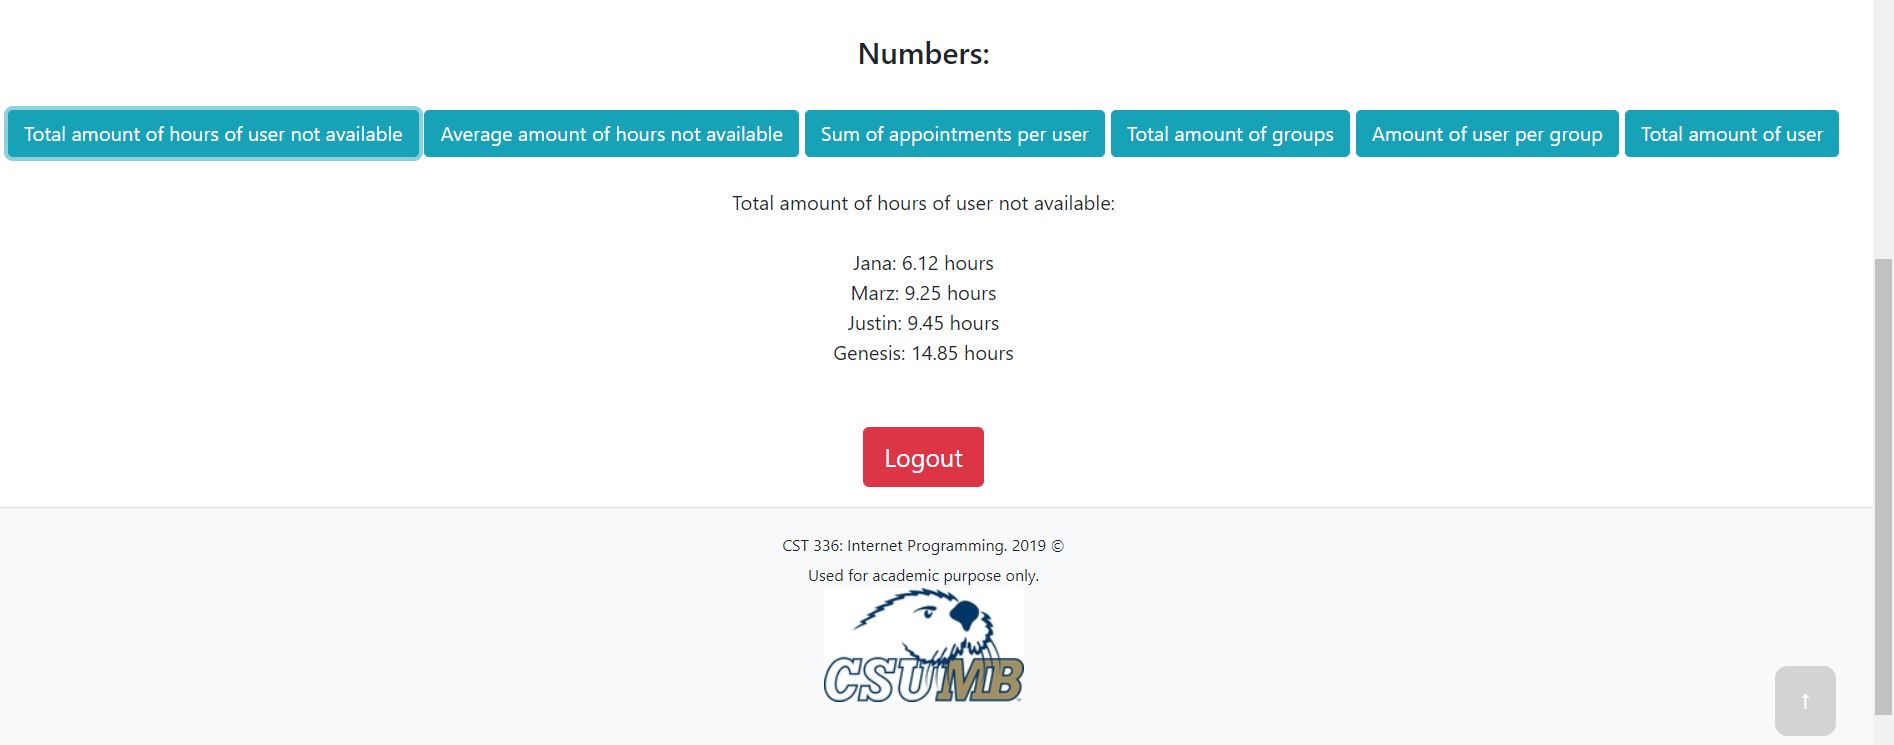 Numbers:
Total amount of hours of user not available
Average amount of hours not available
Sum of appointments per user
Total amount of groups
Amount of user per group
Total amount of user
Total amount of hours of user not available:
Jana: 6.12 hours
Marz: 9.25 hours
Justin: 9.45 hours
Genesis: 14.85 hours
Logout
CST 336: Internet Programming. 2019 ©
Used for academic purpose only.
CSUMB
↑